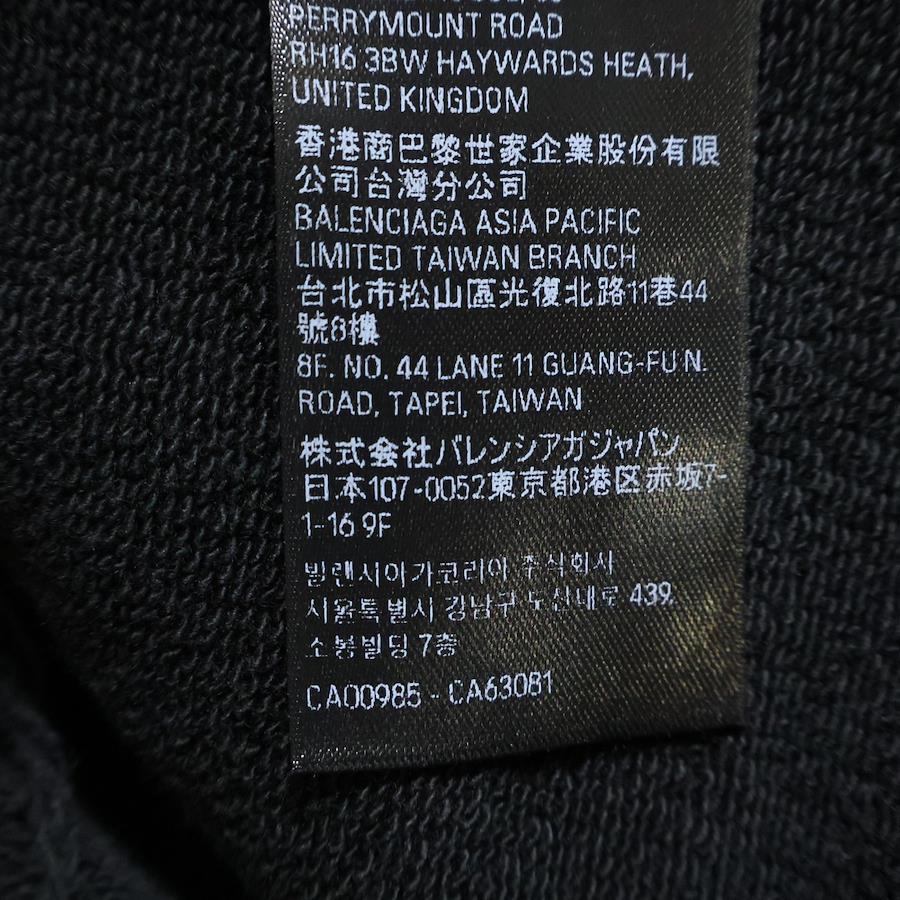 PERRYMOUNT ROAD
RH16 3BW HAYWARDS HEATH,
UNITED KINGDOM
香港商巴黎世家企業股份有限
公司台灣分公司
BALENCIAGA ASIA PACIFIC
LIMITED TAIWAN BRANCH
台北市松山區光復北路11巷44
號8樓
8F. NO. 44 LANE 11 GUANG-FU N.
ROAD, TAPEI, TAIWAN
株式会社バレンシアガジャパン
日本107-0052東京都港区赤坂7-
1-16 9F
발렌시아가코리아 주식회사
서울특별시 강남구 도산대로 439,
소봉빌딩 7층
CA00985 - CA63081